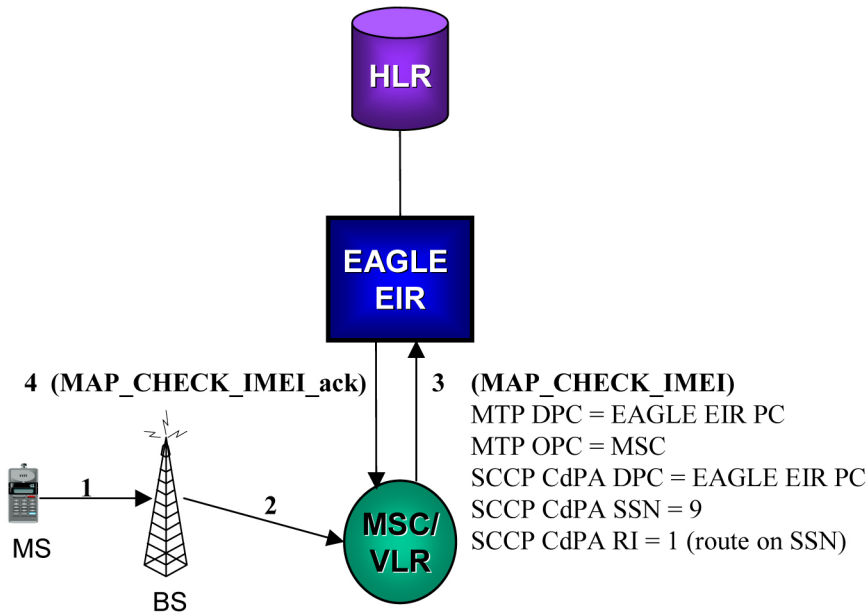 HLR
EAGLE
EIR
4 (MAP_CHECK_IMEI_ack)
3 (MAP_CHECK_IMEI)
MTP DPC = EAGLE EIR PC
MTP OPC = MSC
SCCP CdPA DPC = EAGLE EIR PC
SCCP CdPA SSN = 9
SCCP CdPA RI = 1 (route on SSN)
1
2
MSC/
VLR
MS
BS